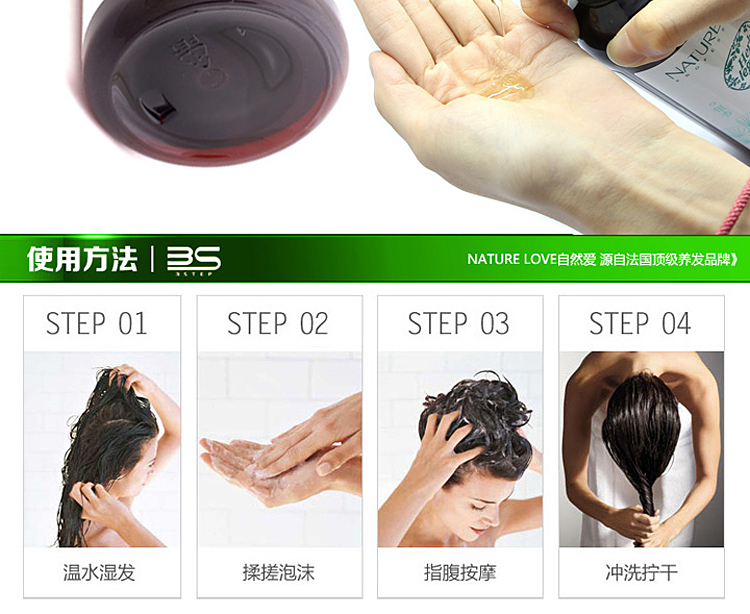 NATURE
使用方法 | 3S
3STEP
NATURE LOVE自然爱 源自法国顶级养发品牌》
STEP 01
STEP 02
STEP 03
STEP 04
温水湿发
揉搓泡沫
指腹按摩
冲洗拧干